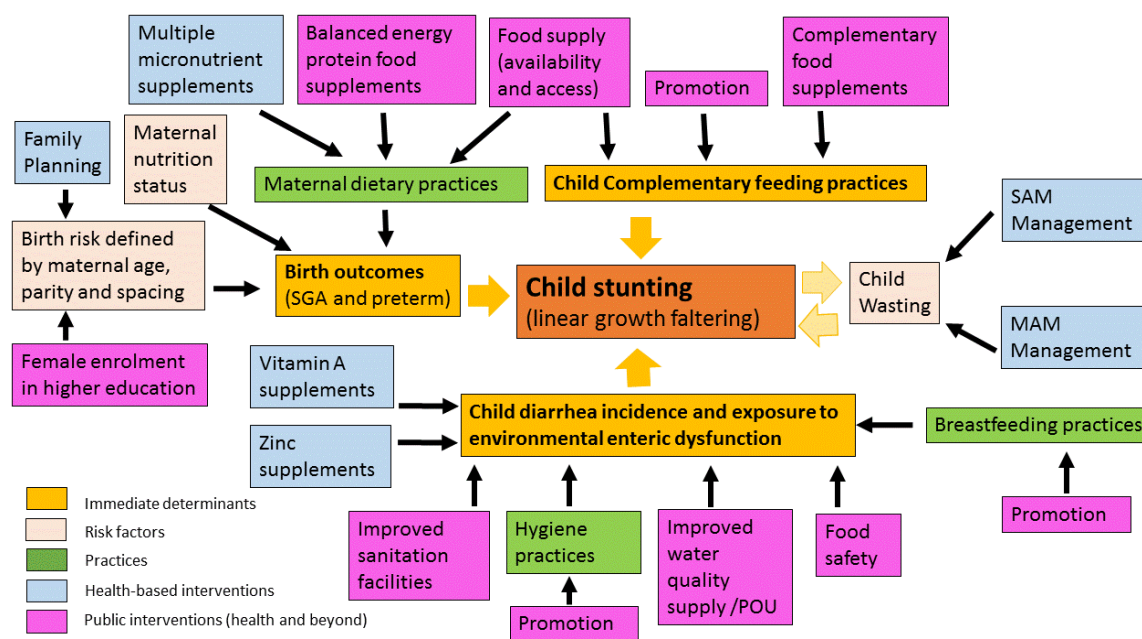 Multiple
micronutrient
supplements
Balanced energy
protein food
supplements
Food supply
(availability
and access)
Promotion
Complementary
food
supplements
Family
Planning
Maternal
nutrition
status
Maternal dietary practices
Child Complementary feeding practices
SAM
Management
Birth risk defined
by maternal age,
parity and spacing
Birth outcomes
(SGA and preterm)
Child stunting
(linear growth faltering)
Child
Wasting
MAM
Management
Female enrolment
in higher education
Vitamin A
supplements
Zinc
supplements
Child diarrhea incidence and exposure to
environmental enteric dysfunction
Breastfeeding practices
Promotion
Improved
sanitation
facilities
Hygiene
practices
Promotion
Improved
water
quality
supply /POU
Food
safety
Immediate determinants
Risk factors
Practices
Health-based interventions
Public interventions (health and beyond)